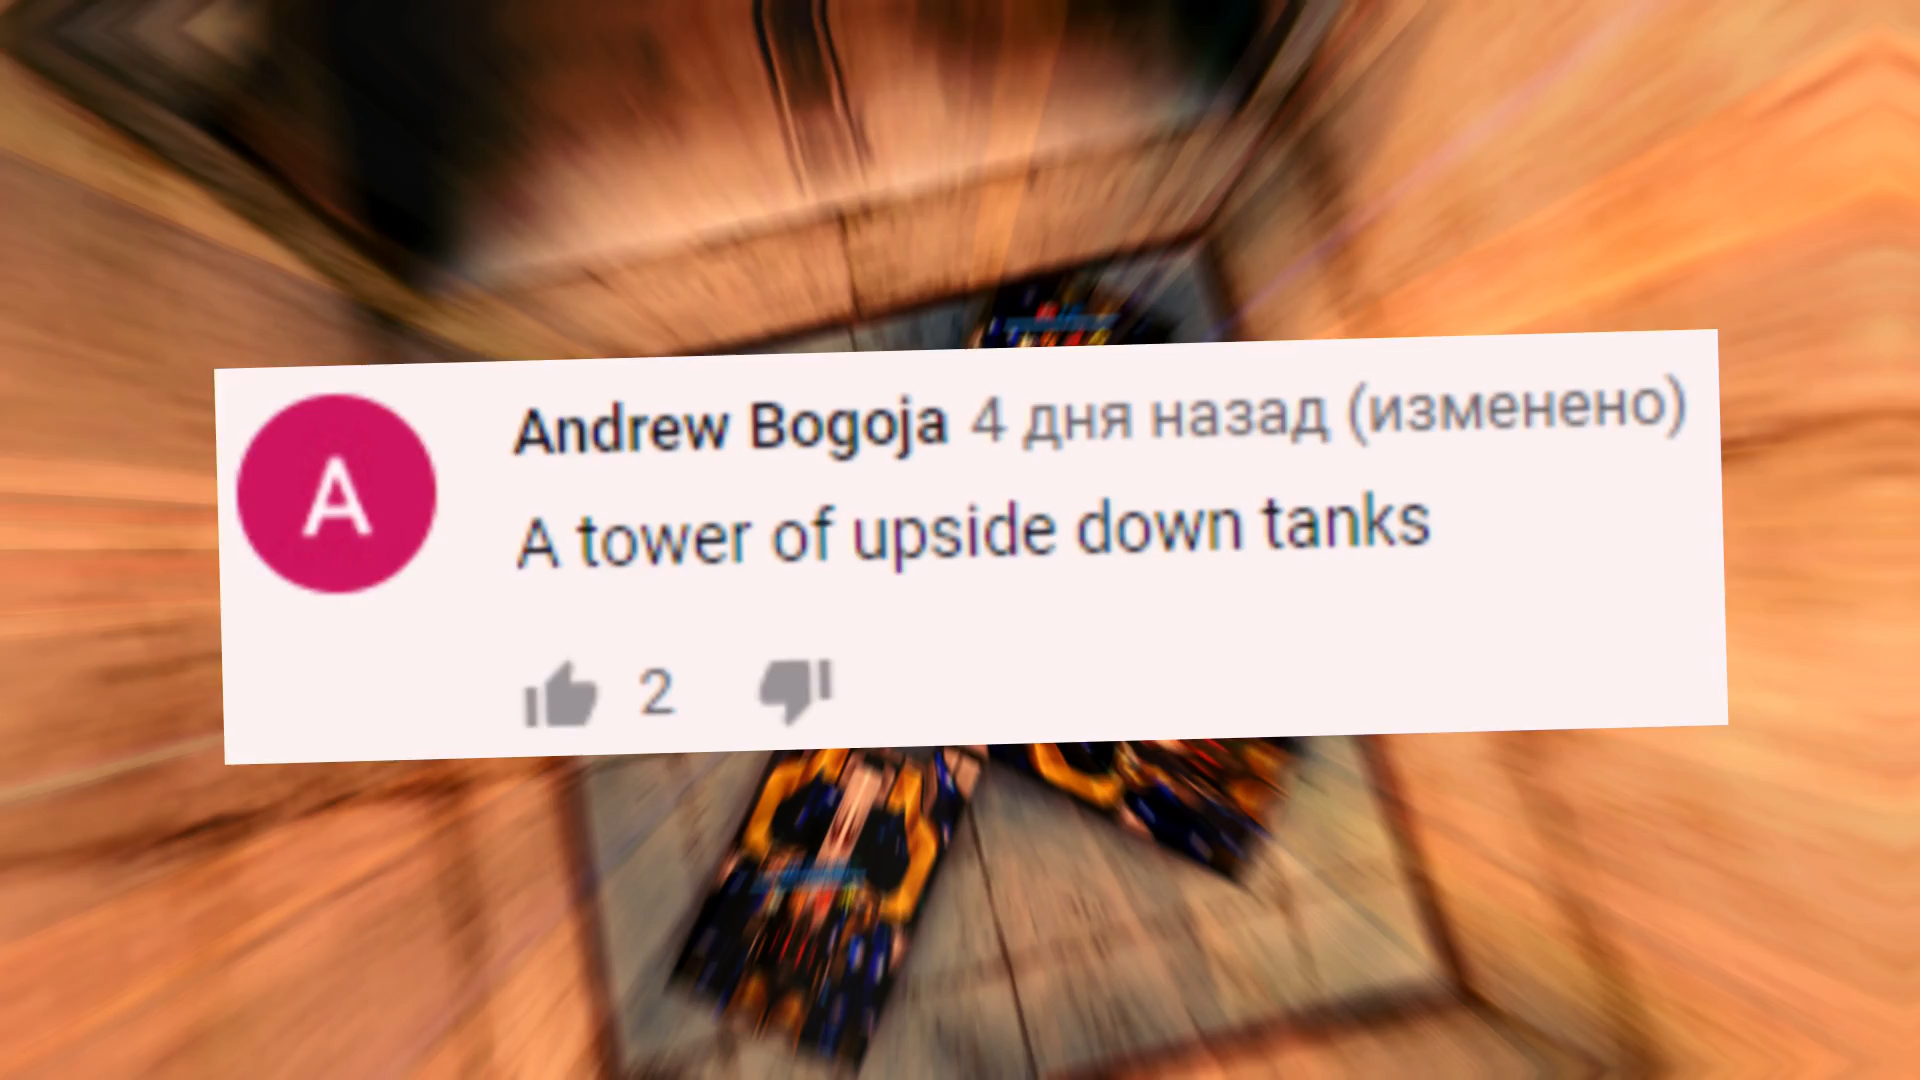 A
Andrew Bogoja 4 дня назад (изменено)
A tower of upside down tanks
2